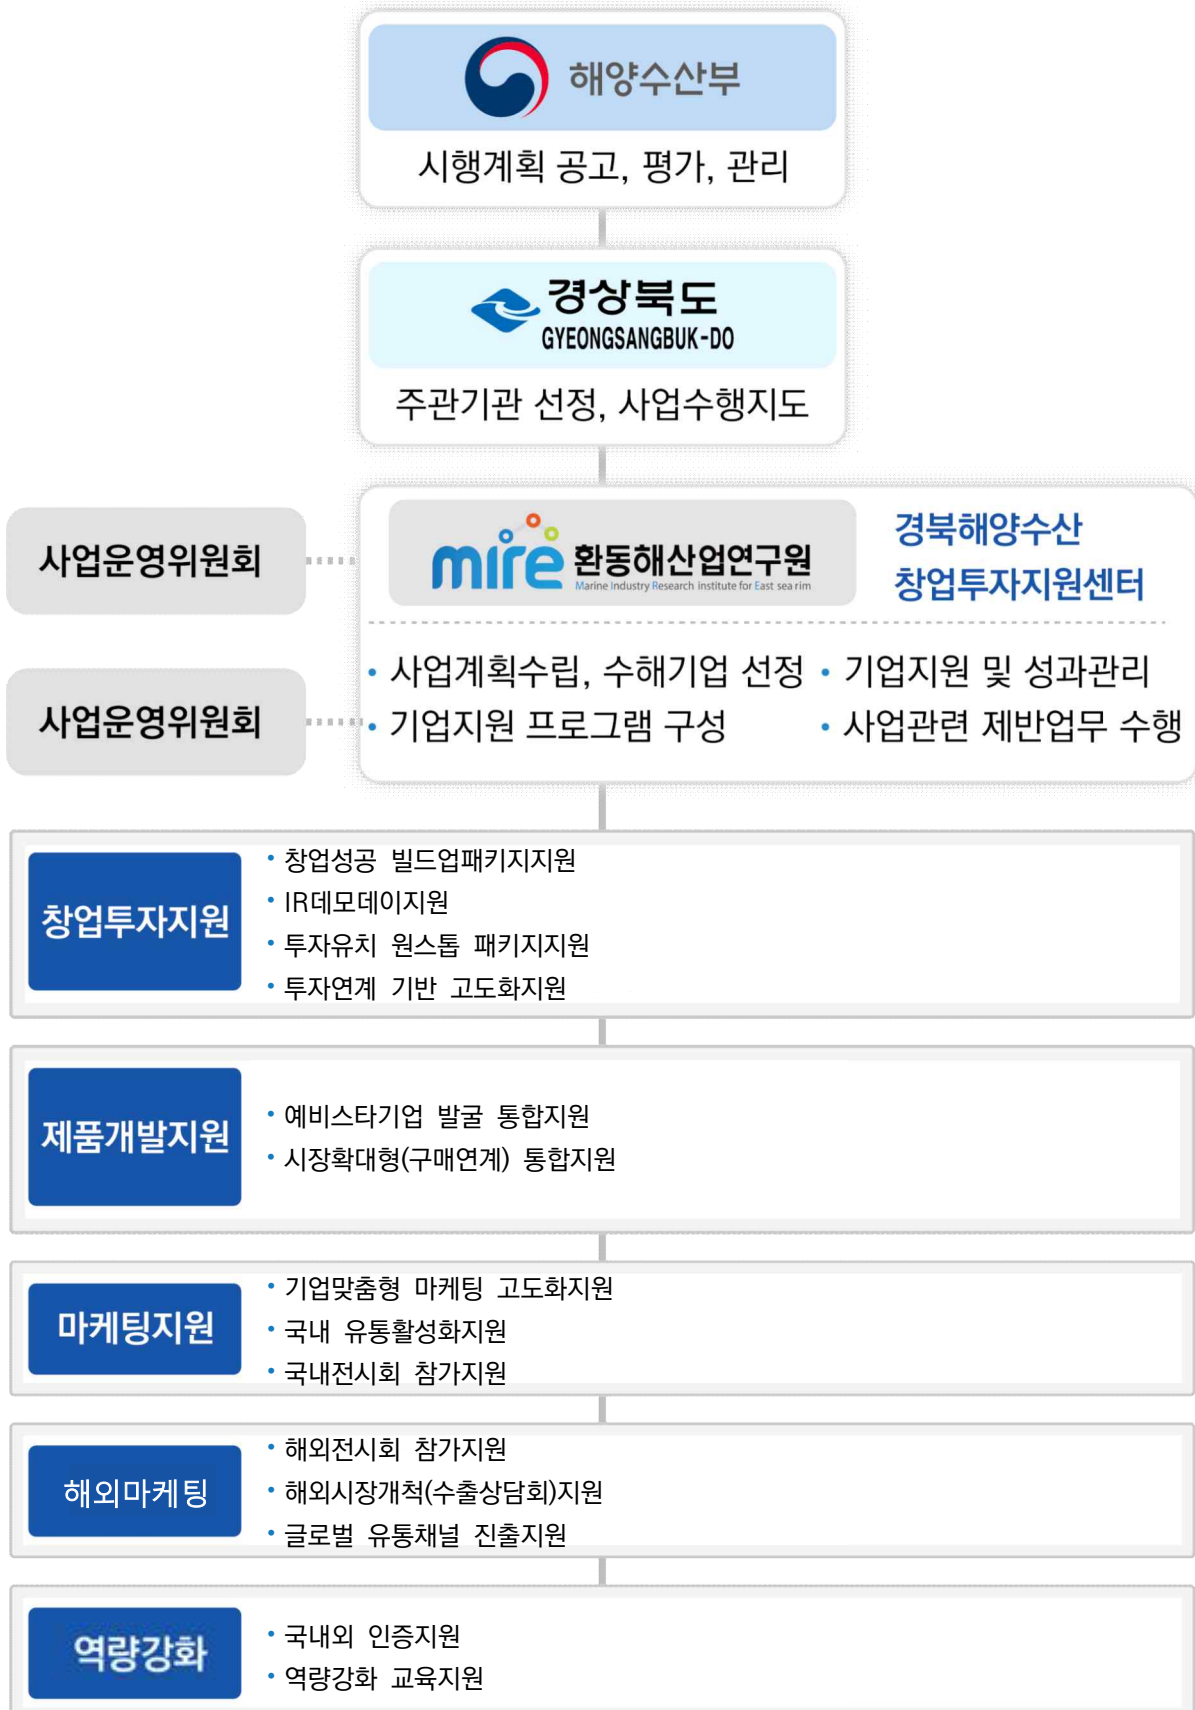 해양수산부
시행계획 공고, 평가, 관리
경상북도
GYEONGSANGBUK-DO
주관기관 선정, 사업수행지도
사업운영위원회
mire 환동해산업연구원
Marine Industry Research institute for East sea rim
경북해양수산
창업투자지원센터
사업운영위원회
• 사업계획수립, 수해기업 선정 • 기업지원 및 성과관리
• 기업지원 프로그램 구성 • 사업관련 제반업무 수행
창업투자지원
• 창업성공 빌드업패키지지원
• IR데모데이지원
• 투자유치 원스톱 패키지지원
• 투자연계 기반 고도화지원
제품개발지원
• 예비스타기업 발굴 통합지원
• 시장확대형(구매연계) 통합지원
마케팅지원
• 기업맞춤형 마케팅 고도화지원
• 국내 유통활성화지원
• 국내전시회 참가지원
해외마케팅
• 해외전시회 참가지원
• 해외시장개척(수출상담회)지원
• 글로벌 유통채널 진출지원
역량강화
• 국내외 인증지원
• 역량강화 교육지원